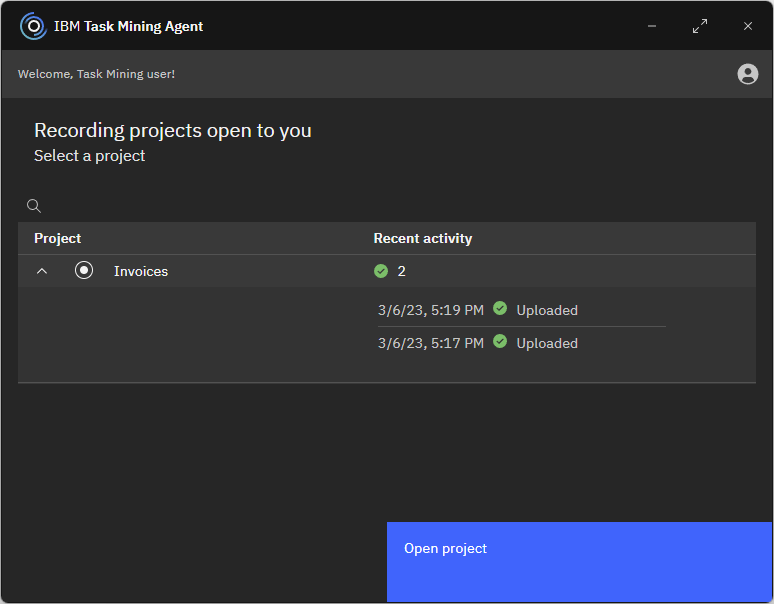 IBM Task Mining Agent
Welcome, Task Mining user!
Recording projects open to you
Select a project
Project Recent activity
Invoices 2
3/6/23, 5:19 PM Uploaded
3/6/23, 5:17 PM Uploaded
Open project